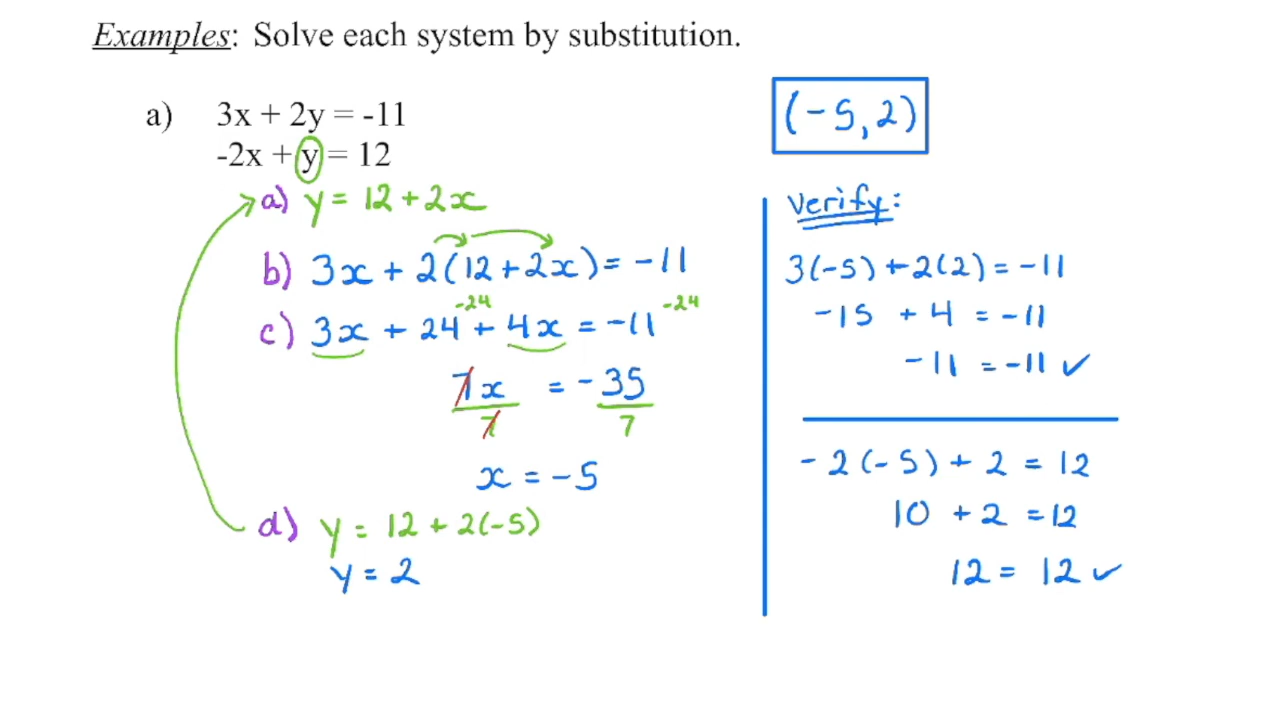 Examples: Solve each system by substitution.
a) 3x + 2y = -11
-2x + y = 12
a) y = 12 + 2x
b) 3x + 2(12 + 2x) = -11
-24 -24
c) 3x + 24 + 4x = -11
7x = -35
7 7
x = -5
d) y = 12 + 2(-5)
y = 2
(-5, 2)
Verify:
3(-5) + 2(2) = -11
-15 + 4 = -11
-11 = -11 ✓
-2(-5) + 2 = 12
10 + 2 = 12
12 = 12 ✓